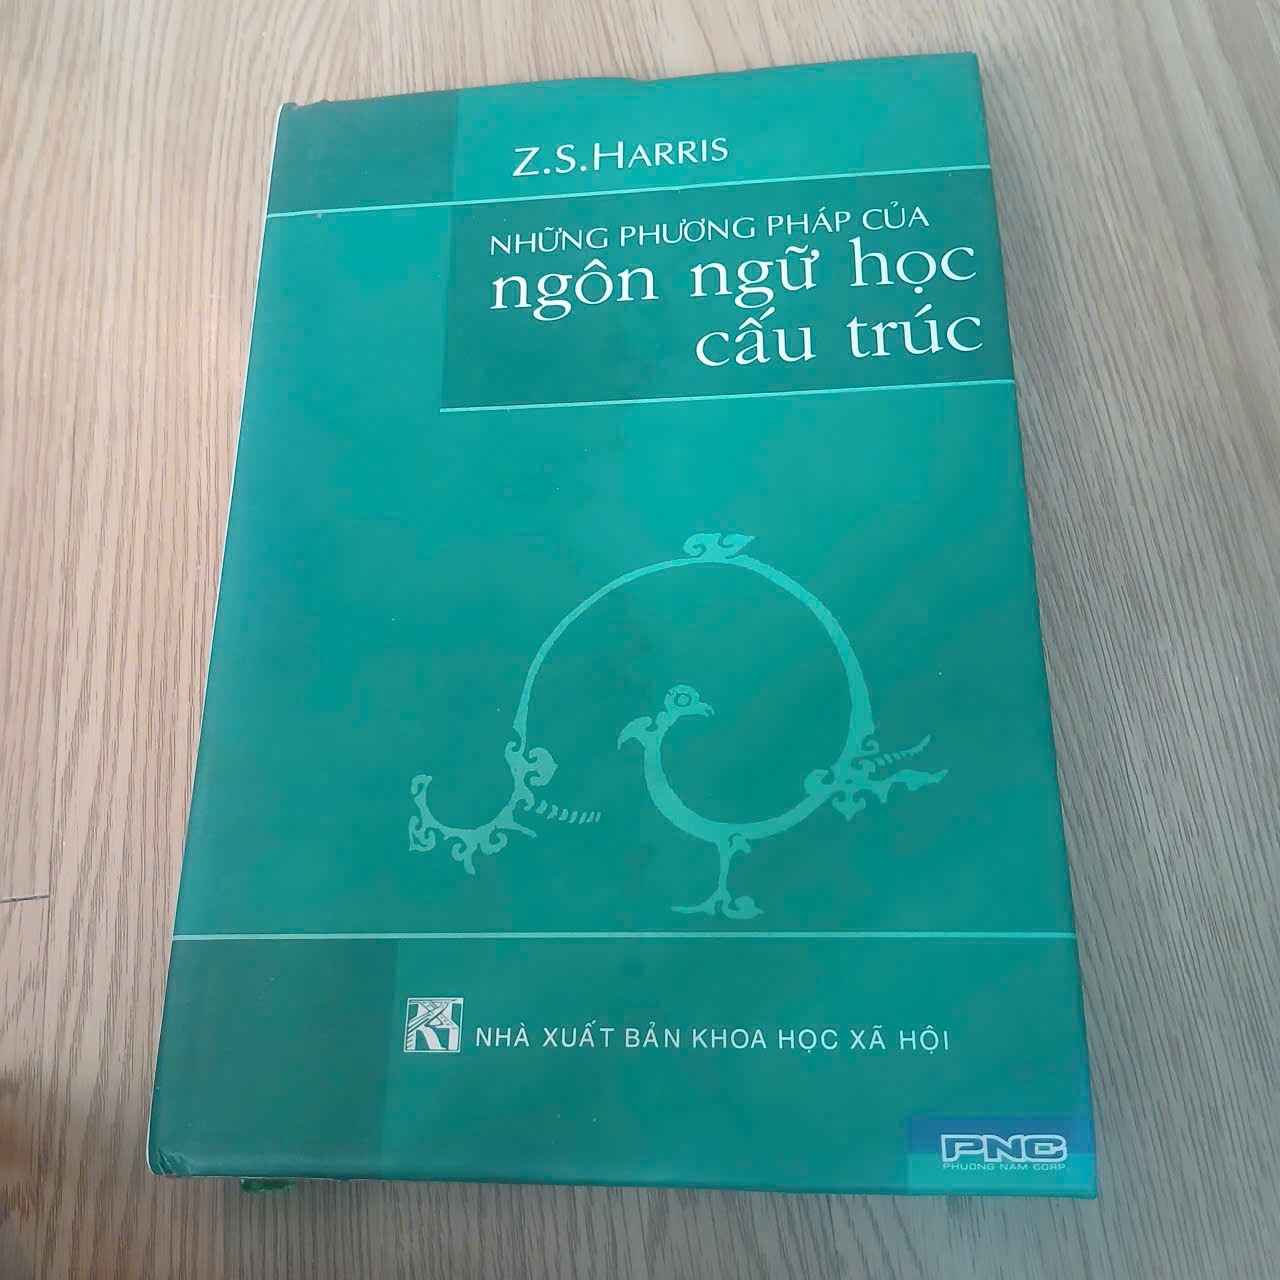 Z.S.HARRIS
NHỮNG PHƯƠNG PHÁP CỦA
ngôn ngữ học
cấu trúc
NHÀ XUẤT BẢN KHOA HỌC XÃ HỘI
PNC
PHUONG NAM CORP.